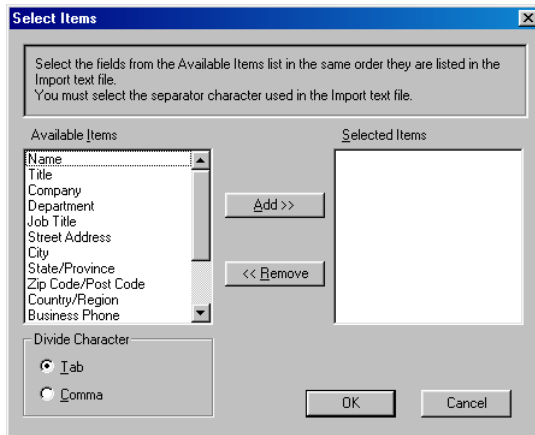 Select Items
Select the fields from the Available Items list in the same order they are listed in the
Import text file.
You must select the separator character used in the Import text file.
Available Items
Selected Items
Name
Title
Company
Department
Job Title
Street Address
City
State/Province
Zip Code/Post Code
Country/Region
Business Phone
Add >>
<< Remove
Divide Character
Tab
Comma
OK
Cancel